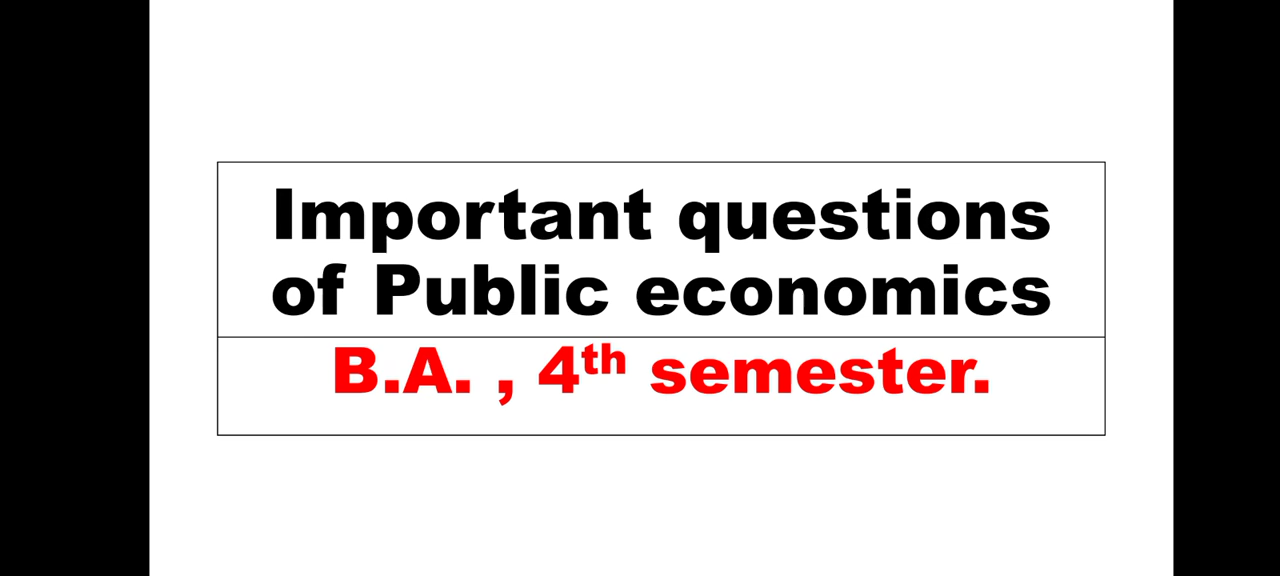 Important questions
of Public economics
B.A. , 4th semester.